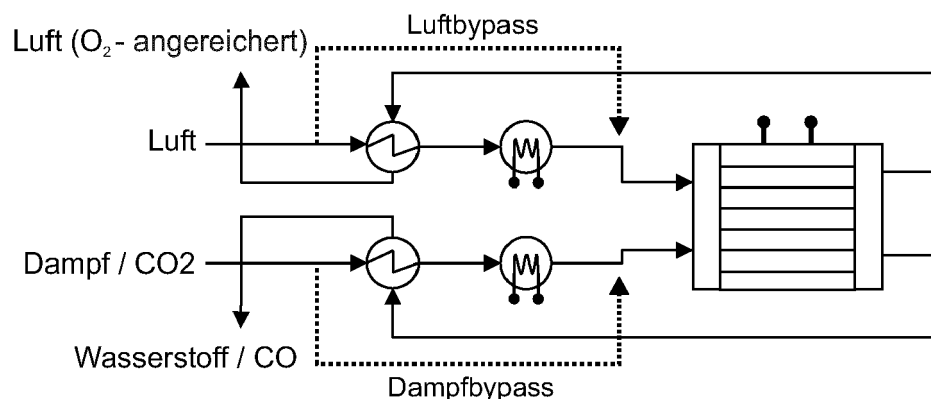 Luftbypass
Luft (O₂ - angereichert)
Luft
Dampf / CO2
Wasserstoff / CO
Dampfbypass